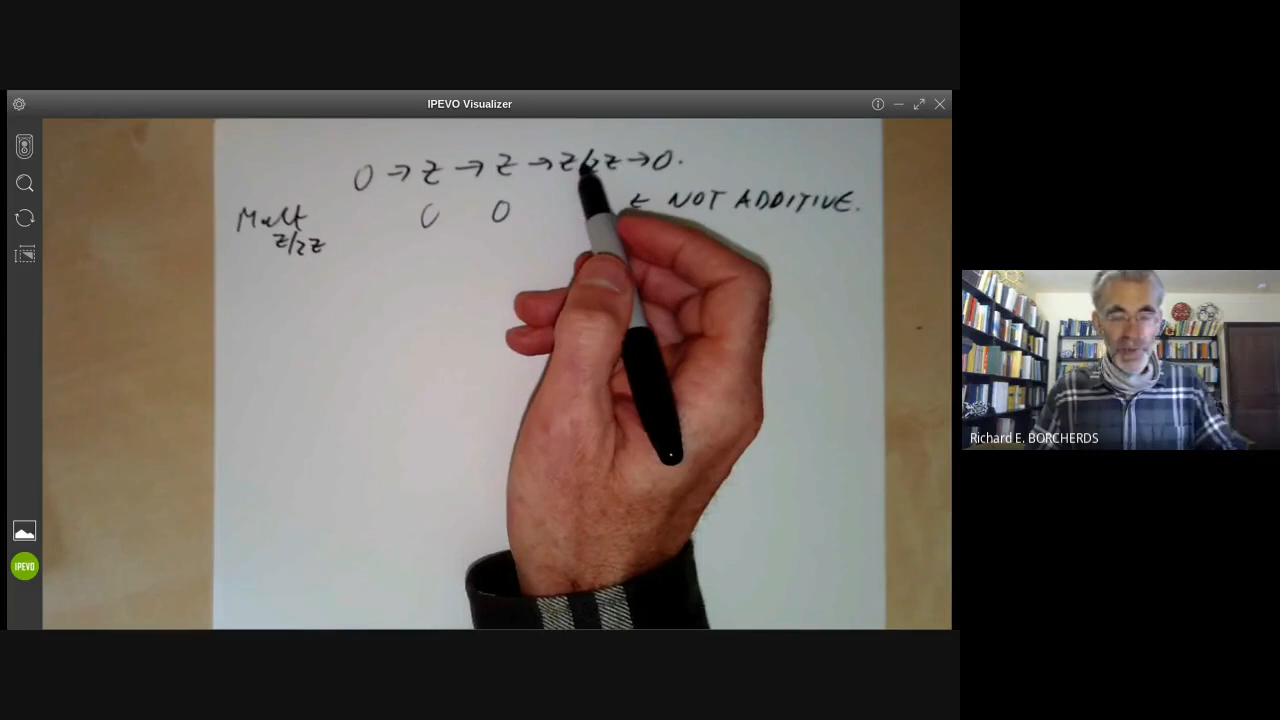 IPEVO Visualizer
0 → Z → Z → Z/2Z → 0.
Mult 0 0 ← NOT ADDITIVE.
Z/2Z
IPEVO
Richard E. BORCHERDS